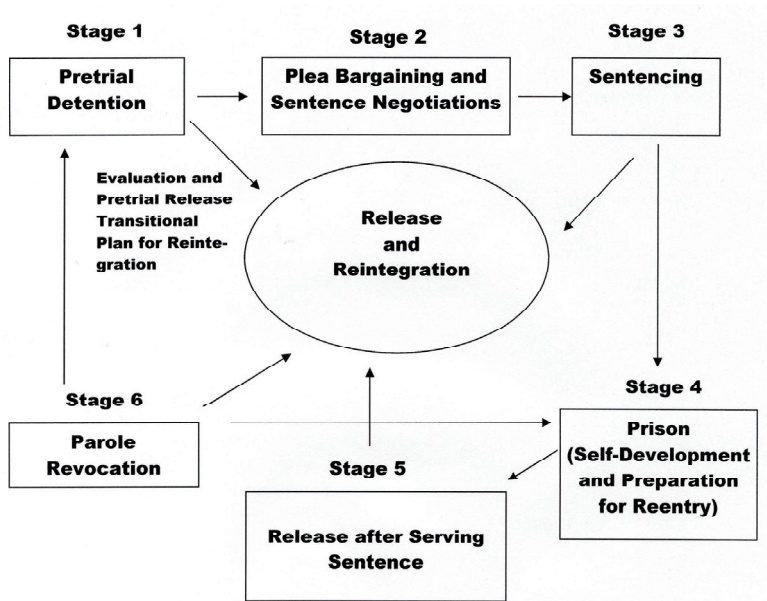 Stage 1
Pretrial
Detention
Stage 2
Plea Bargaining and
Sentence Negotiations
Stage 3
Sentencing
Evaluation and
Pretrial Release
Transitional
Plan for Reinte-
gration
Release
and
Reintegration
Stage 4
Prison
(Self-Development
and Preparation
for Reentry)
Stage 5
Release after Serving
Sentence
Stage 6
Parole
Revocation